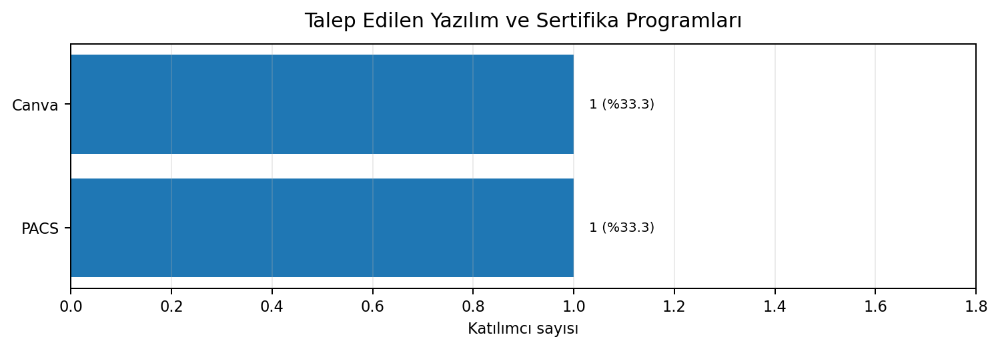 Talep Edilen Yazılım ve Sertifika Programları
Canva
1 (%33.3)
PACS
1 (%33.3)
0.0 0.2 0.4 0.6 0.8 1.0 1.2 1.4 1.6 1.8
Katılımcı sayısı